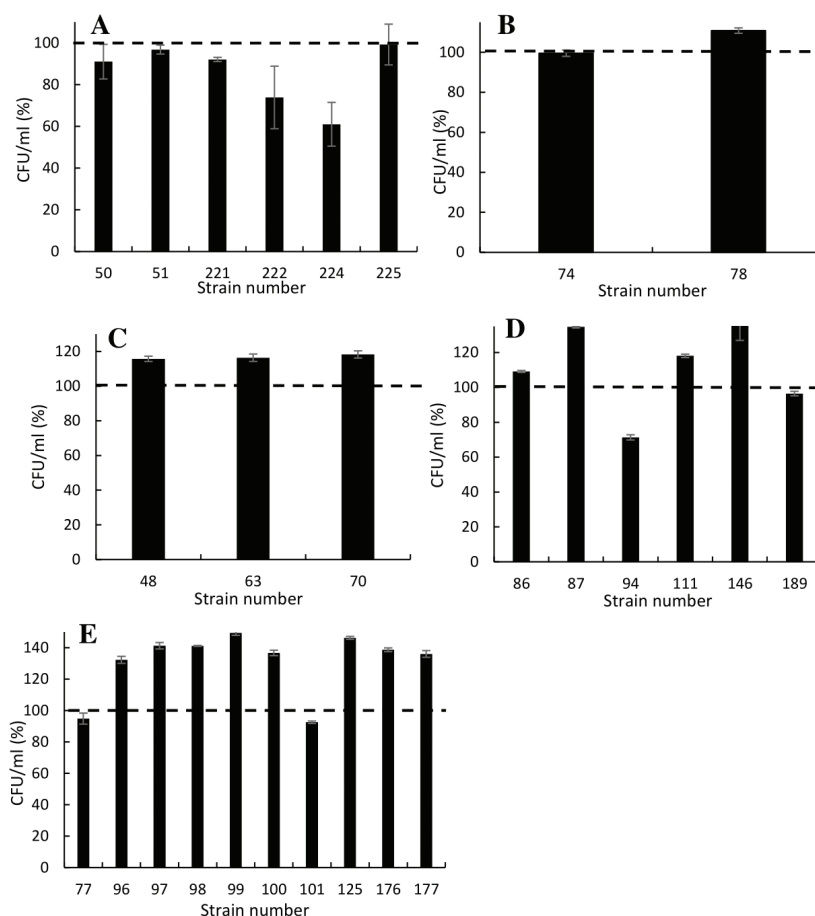 A
CFU/ml (%)
100
80
60
40
20
0
50 51 221 222 224 225
Strain number
B
CFU/ml (%)
100
80
60
40
20
0
74 78
Strain number
C
CFU/ml (%)
120
100
80
60
40
20
0
48 63 70
Strain number
D
CFU/ml (%)
120
100
80
60
40
20
0
86 87 94 111 146 189
Strain number
E
CFU/ml (%)
140
120
100
80
60
40
20
0
77 96 97 98 99 100 101 125 176 177
Strain number